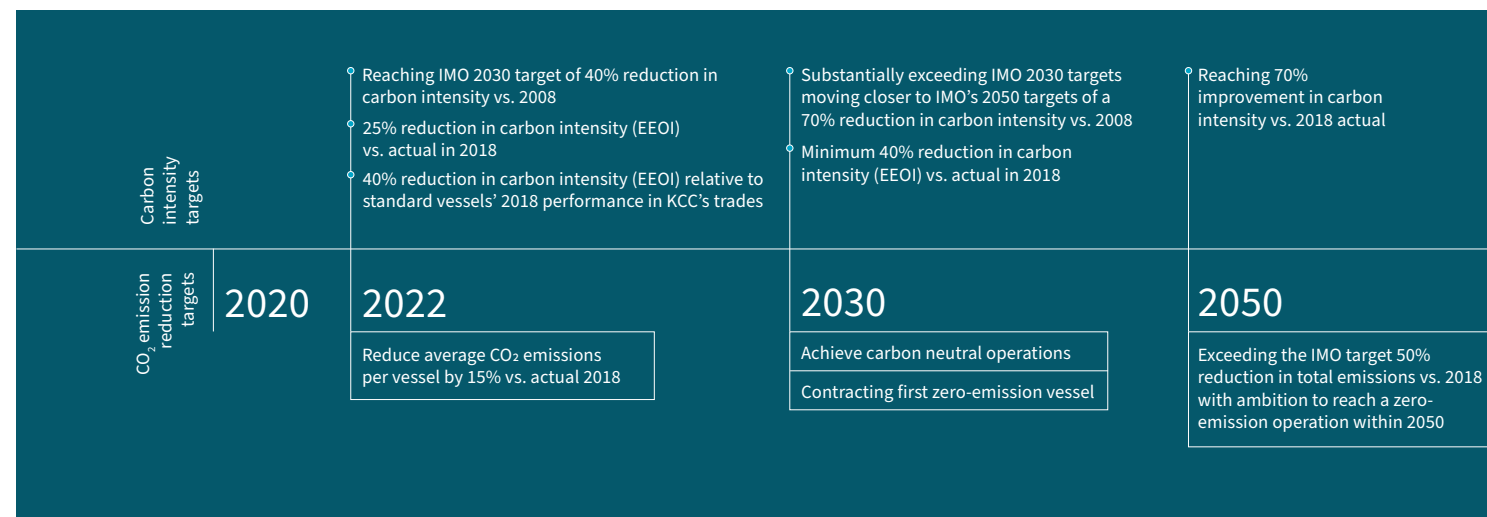 Carbon
intensity
targets
Reaching IMO 2030 target of 40% reduction in
carbon intensity vs. 2008
25% reduction in carbon intensity (EEOI)
vs. actual in 2018
40% reduction in carbon intensity (EEOI) relative to
standard vessels’ 2018 performance in KCC’s trades
Substantially exceeding IMO 2030 targets
moving closer to IMO’s 2050 targets of a
70% reduction in carbon intensity vs. 2008
Minimum 40% reduction in carbon
intensity (EEOI) vs. actual in 2018
Reaching 70%
improvement in carbon
intensity vs. 2018 actual
CO₂ emission
reduction
targets
2020
2022
Reduce average CO₂ emissions
per vessel by 15% vs. actual 2018
2030
Achieve carbon neutral operations
Contracting first zero-emission vessel
2050
Exceeding the IMO target 50%
reduction in total emissions vs. 2018
with ambition to reach a zero-
emission operation within 2050